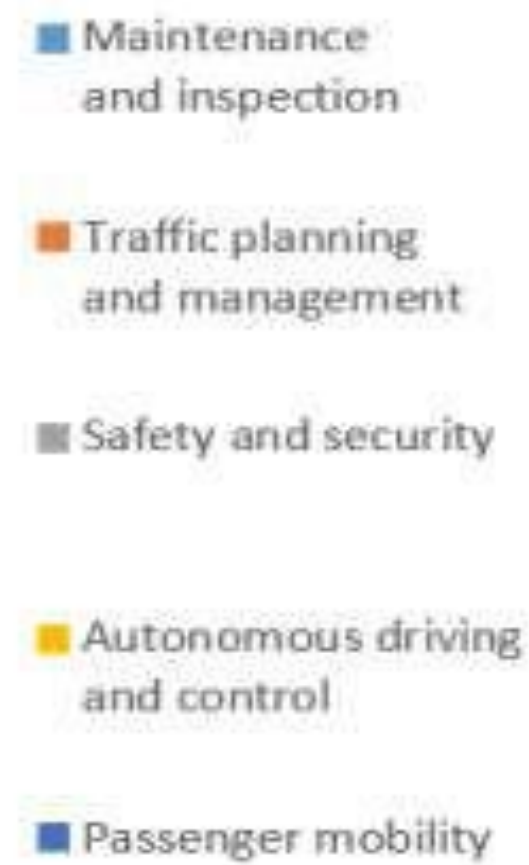 Maintenance
and inspection
Traffic planning
and management
Safety and security
Autonomous driving
and control
Passenger mobility